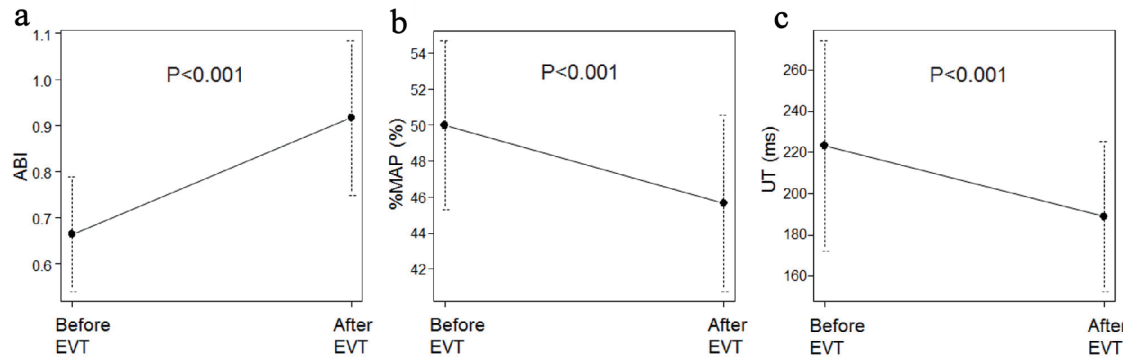 a
1.1
1.0
0.9
0.8
0.7
0.6
ABI
P<0.001
Before
EVT
After
EVT
b
54
52
50
48
46
44
42
%MAP (%)
P<0.001
Before
EVT
After
EVT
c
260
240
220
200
180
160
UT (ms)
P<0.001
Before
EVT
After
EVT